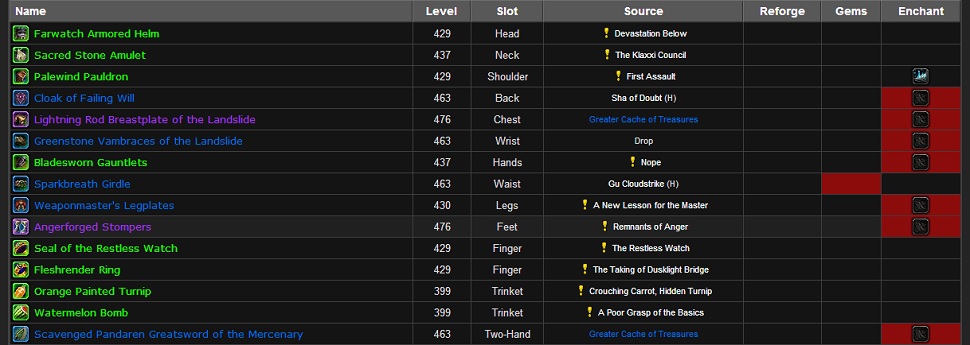 Name Level Slot Source Reforge Gems Enchant
Farwatch Armored Helm 429 Head Devastation Below
Sacred Stone Amulet 437 Neck The Klaxxi Council
Palewind Pauldron 429 Shoulder First Assault
Cloak of Failing Will 463 Back Sha of Doubt (H)
Lightning Rod Breastplate of the Landslide 476 Chest Greater Cache of Treasures
Greenstone Vambraces of the Landslide 463 Wrist Drop
Bladesworn Gauntlets 437 Hands Nope
Sparkbreath Girdle 463 Waist Gu Cloudstrike (H)
Weaponmaster's Legplates 430 Legs A New Lesson for the Master
Angerforged Stompers 476 Feet Remnants of Anger
Seal of the Restless Watch 429 Finger The Restless Watch
Fleshrender Ring 429 Finger The Taking of Dusklight Bridge
Orange Painted Turnip 399 Trinket Crouching Carrot, Hidden Turnip
Watermelon Bomb 399 Trinket A Poor Grasp of the Basics
Scavenged Pandaren Greatsword of the Mercenary 463 Two-Hand Greater Cache of Treasures